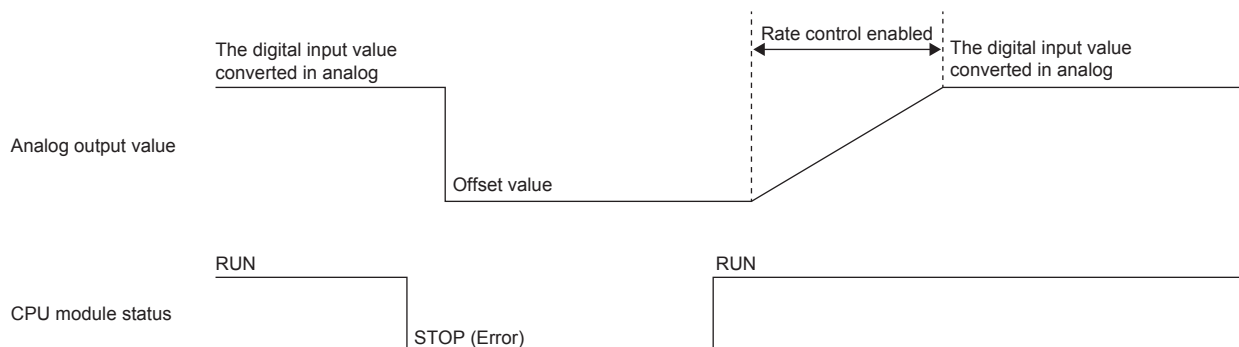 Rate control enabled
The digital input value
converted in analog
The digital input value
converted in analog
Analog output value
Offset value
RUN
RUN
CPU module status
STOP (Error)